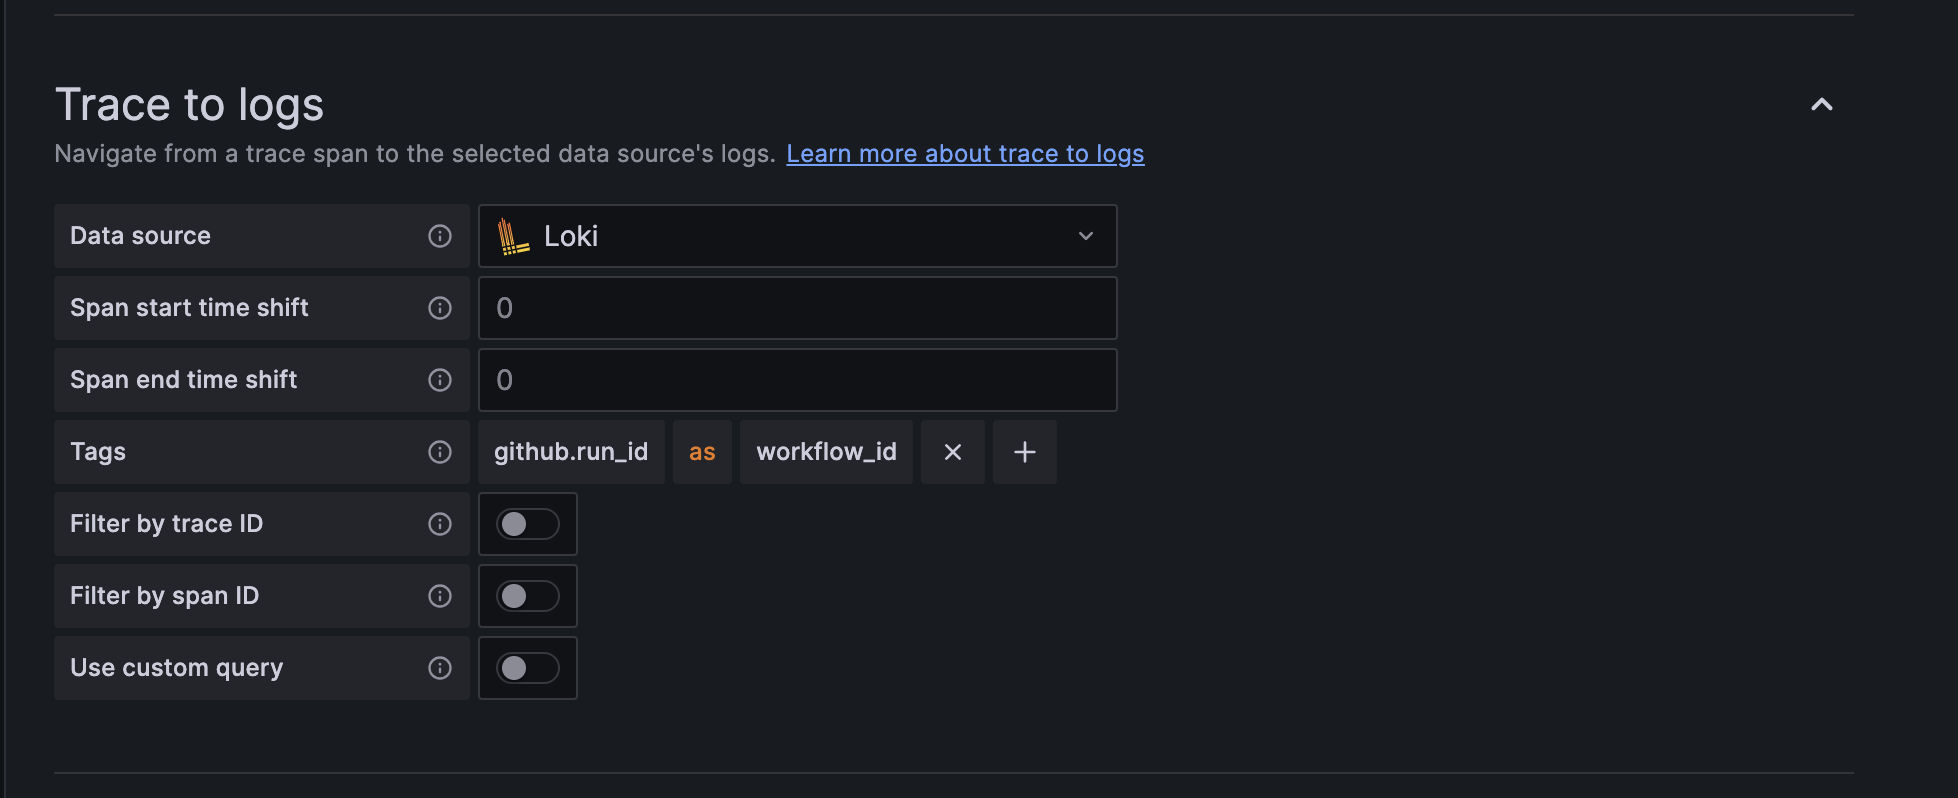 Trace to logs
Navigate from a trace span to the selected data source's logs. Learn more about trace to logs
Data source Loki
Span start time shift 0
Span end time shift 0
Tags github.run_id as workflow_id
Filter by trace ID
Filter by span ID
Use custom query